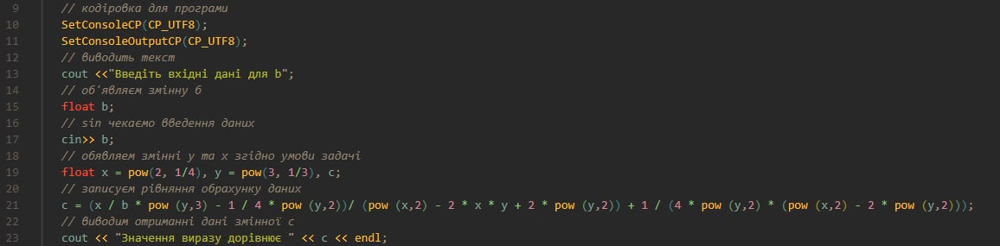 9 // кодіровка для програми
10 SetConsoleCP(CP_UTF8);
11 SetConsoleOutputCP(CP_UTF8);
12 // виводить текст
13 cout <<"Введіть вхідні дані для b";
14 // об'являєм змінну б
15 float b;
16 // sin чекаємо введення даних
17 cin>> b;
18 // обявляем змінні y та x згідно умови задачі
19 float x = pow(2, 1/4), y = pow(3, 1/3), c;
20 // записуєм рівняння обрахунку даних
21 c = (x / b * pow (y,3) - 1 / 4 * pow (y,2))/ (pow (x,2) - 2 * x * y + 2 * pow (y,2)) + 1 / (4 * pow (y,2) * (pow (x,2) - 2 * pow (y,2)));
22 // виводим отриманні дані змінної c
23 cout << "Значення виразу дорівнює " << c << endl;